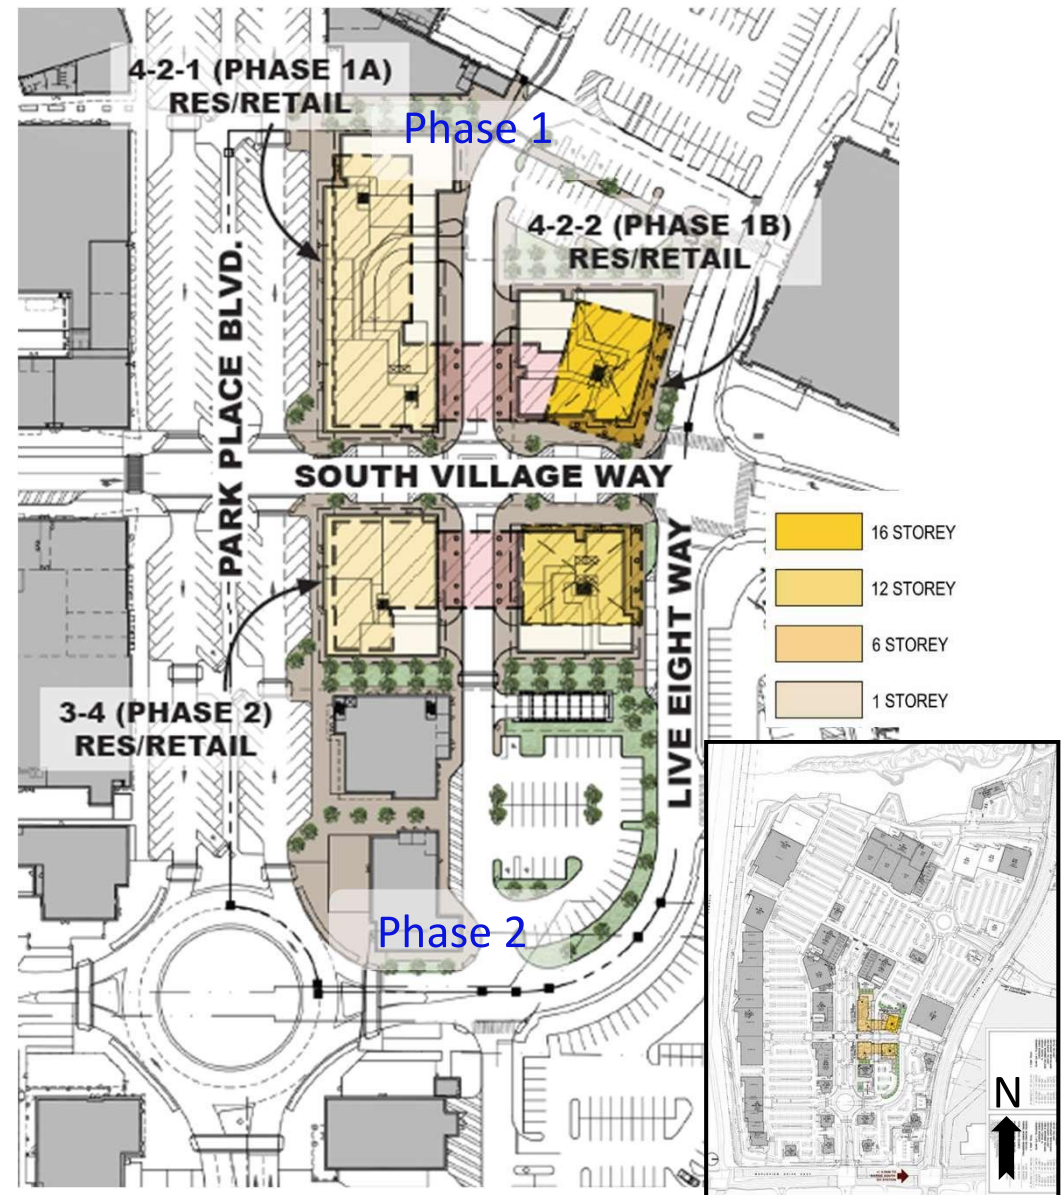 4-2-1 (PHASE 1A)
RES/RETAIL
Phase 1
4-2-2 (PHASE 1B)
RES/RETAIL
PARK PLACE BLVD.
SOUTH VILLAGE WAY
LIVE EIGHT WAY
16 STOREY
12 STOREY
6 STOREY
1 STOREY
3-4 (PHASE 2)
RES/RETAIL
Phase 2
N